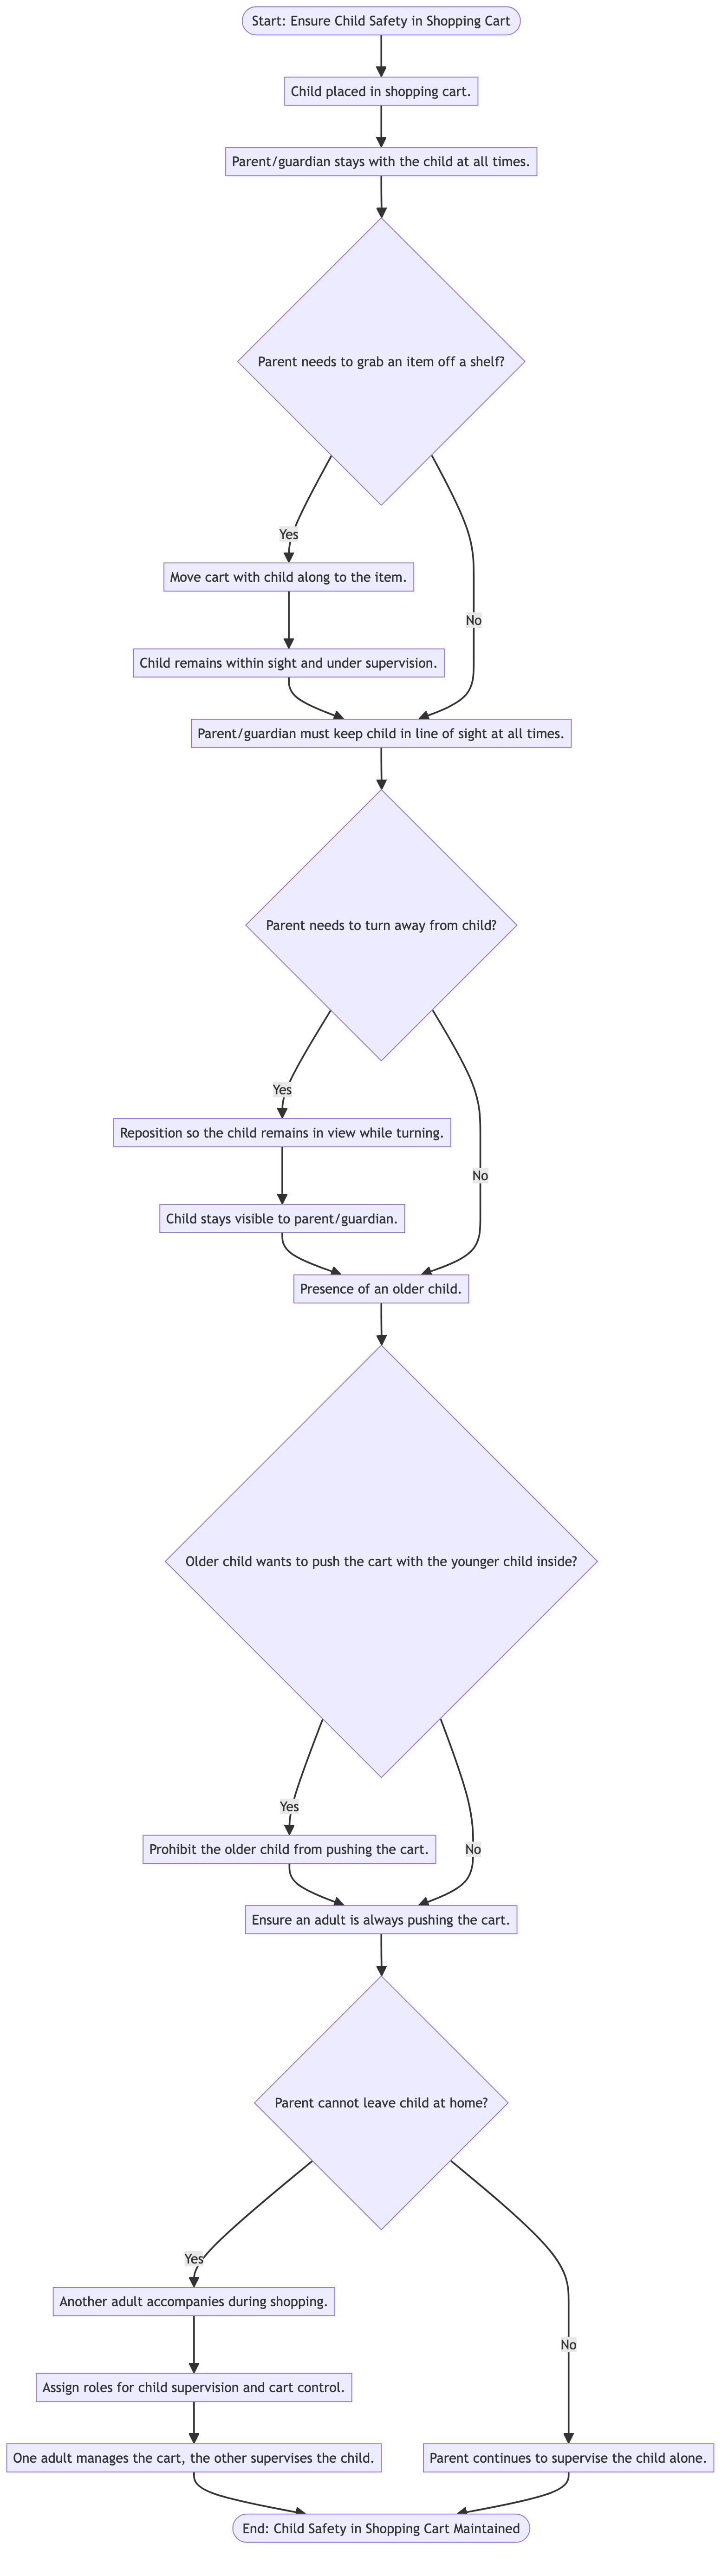 Start: Ensure Child Safety in Shopping Cart
Child placed in shopping cart.
Parent/guardian stays with the child at all times.
Parent needs to grab an item off a shelf?
Yes
Move cart with child along to the item.
No
Child remains within sight and under supervision.
Parent/guardian must keep child in line of sight at all times.
Parent needs to turn away from child?
Yes
Reposition so the child remains in view while turning.
No
Child stays visible to parent/guardian.
Presence of an older child.
Older child wants to push the cart with the younger child inside?
Yes
Prohibit the older child from pushing the cart.
No
Ensure an adult is always pushing the cart.
Parent cannot leave child at home?
Yes
Another adult accompanies during shopping.
No
Assign roles for child supervision and cart control.
One adult manages the cart, the other supervises the child.
Parent continues to supervise the child alone.
End: Child Safety in Shopping Cart Maintained